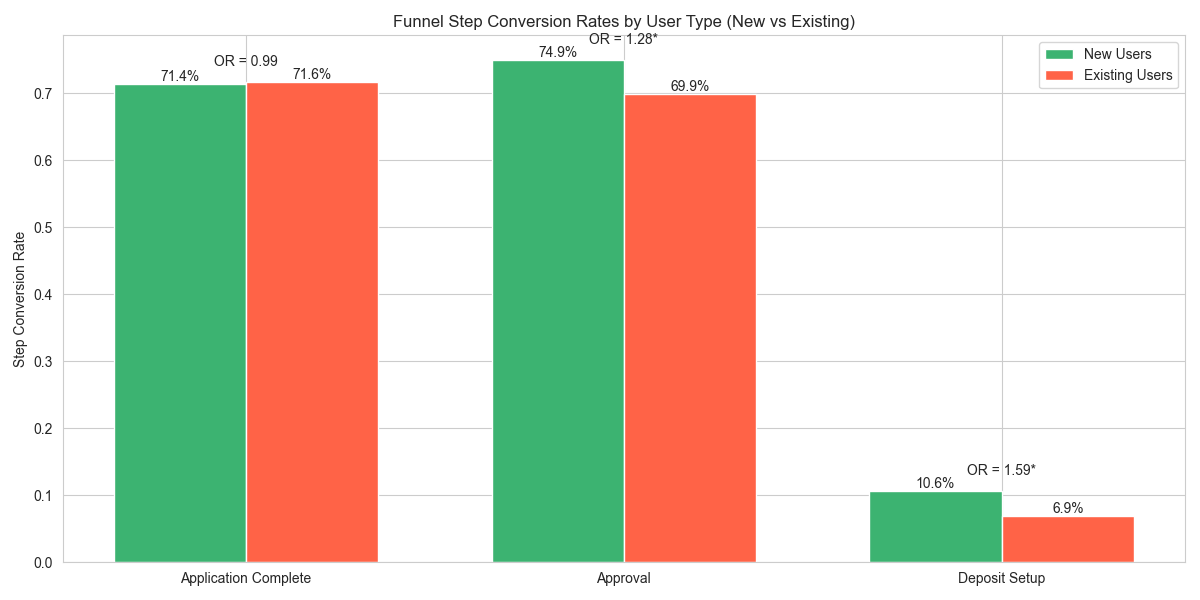 Funnel Step Conversion Rates by User Type (New vs Existing)
New Users
Existing Users
Step Conversion Rate
0.7
0.6
0.5
0.4
0.3
0.2
0.1
0.0
OR = 0.99
71.4%
71.6%
OR = 1.28*
74.9%
69.9%
OR = 1.59*
10.6%
6.9%
Application Complete
Approval
Deposit Setup